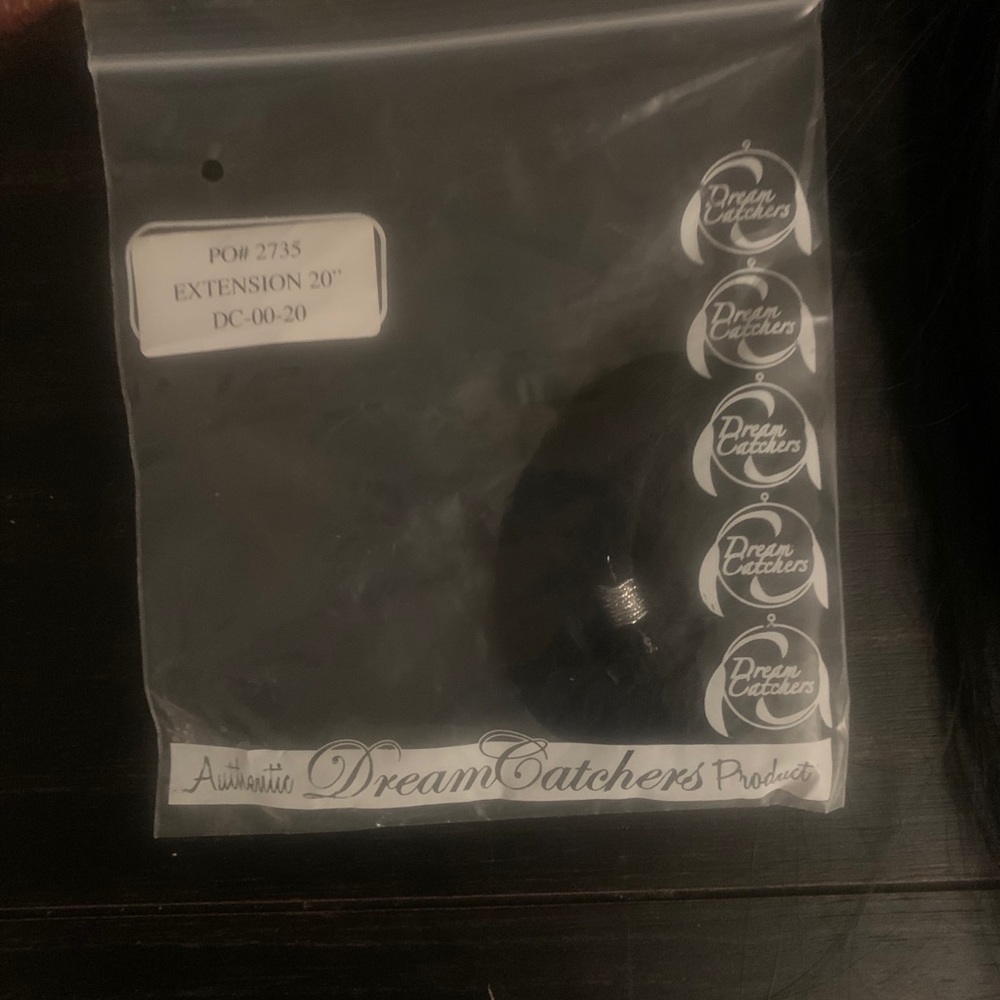 PO# 2735
EXTENSION 20”
DC-00-20
Dream
Catchers
Dream
Catchers
Dream
Catchers
Dream
Catchers
Dream
Catchers
Authentic DreamCatchers Product